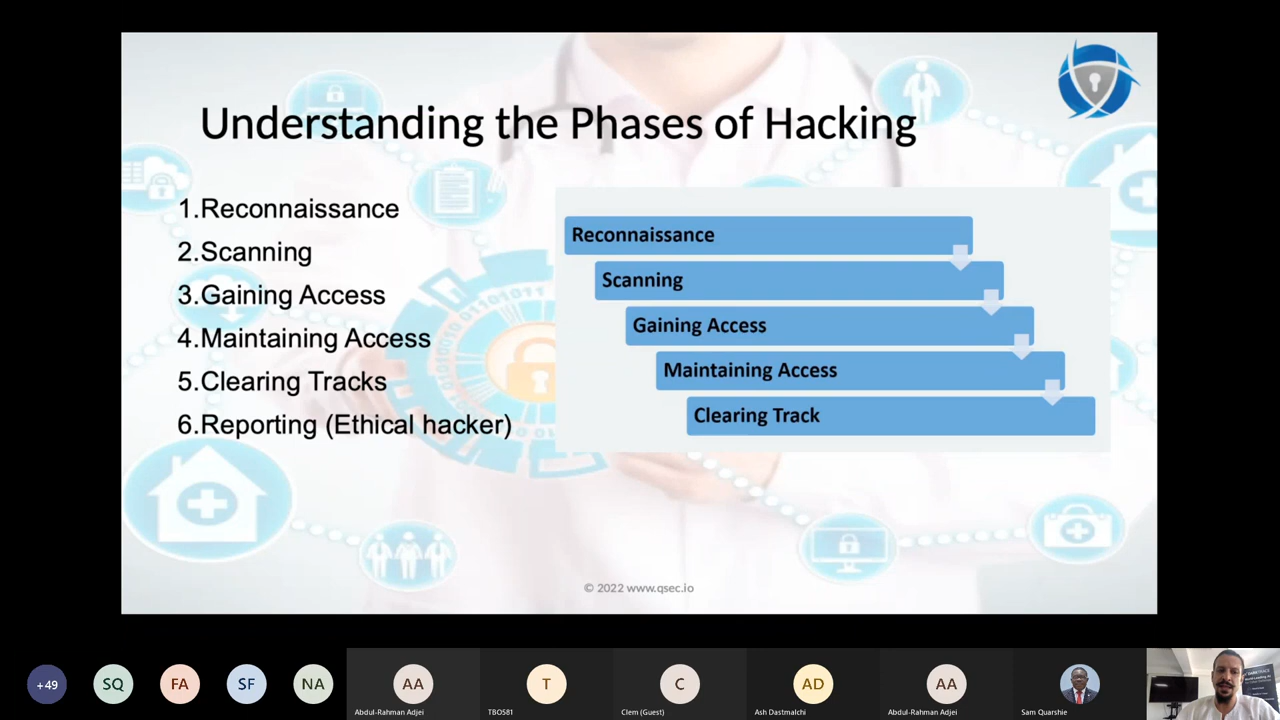 Understanding the Phases of Hacking
1.Reconnaissance
2.Scanning
3.Gaining Access
4.Maintaining Access
5.Clearing Tracks
6.Reporting (Ethical hacker)
Reconnaissance
Scanning
Gaining Access
Maintaining Access
Clearing Track
© 2022 www.qsec.io
+49
SQ
FA
SF
NA
AA
Abdul-Rahman Adjei
T
TBOS81
C
Clem (Guest)
AD
Ash Dastmalchi
AA
Abdul-Rahman Adjei
Sam Quarshie